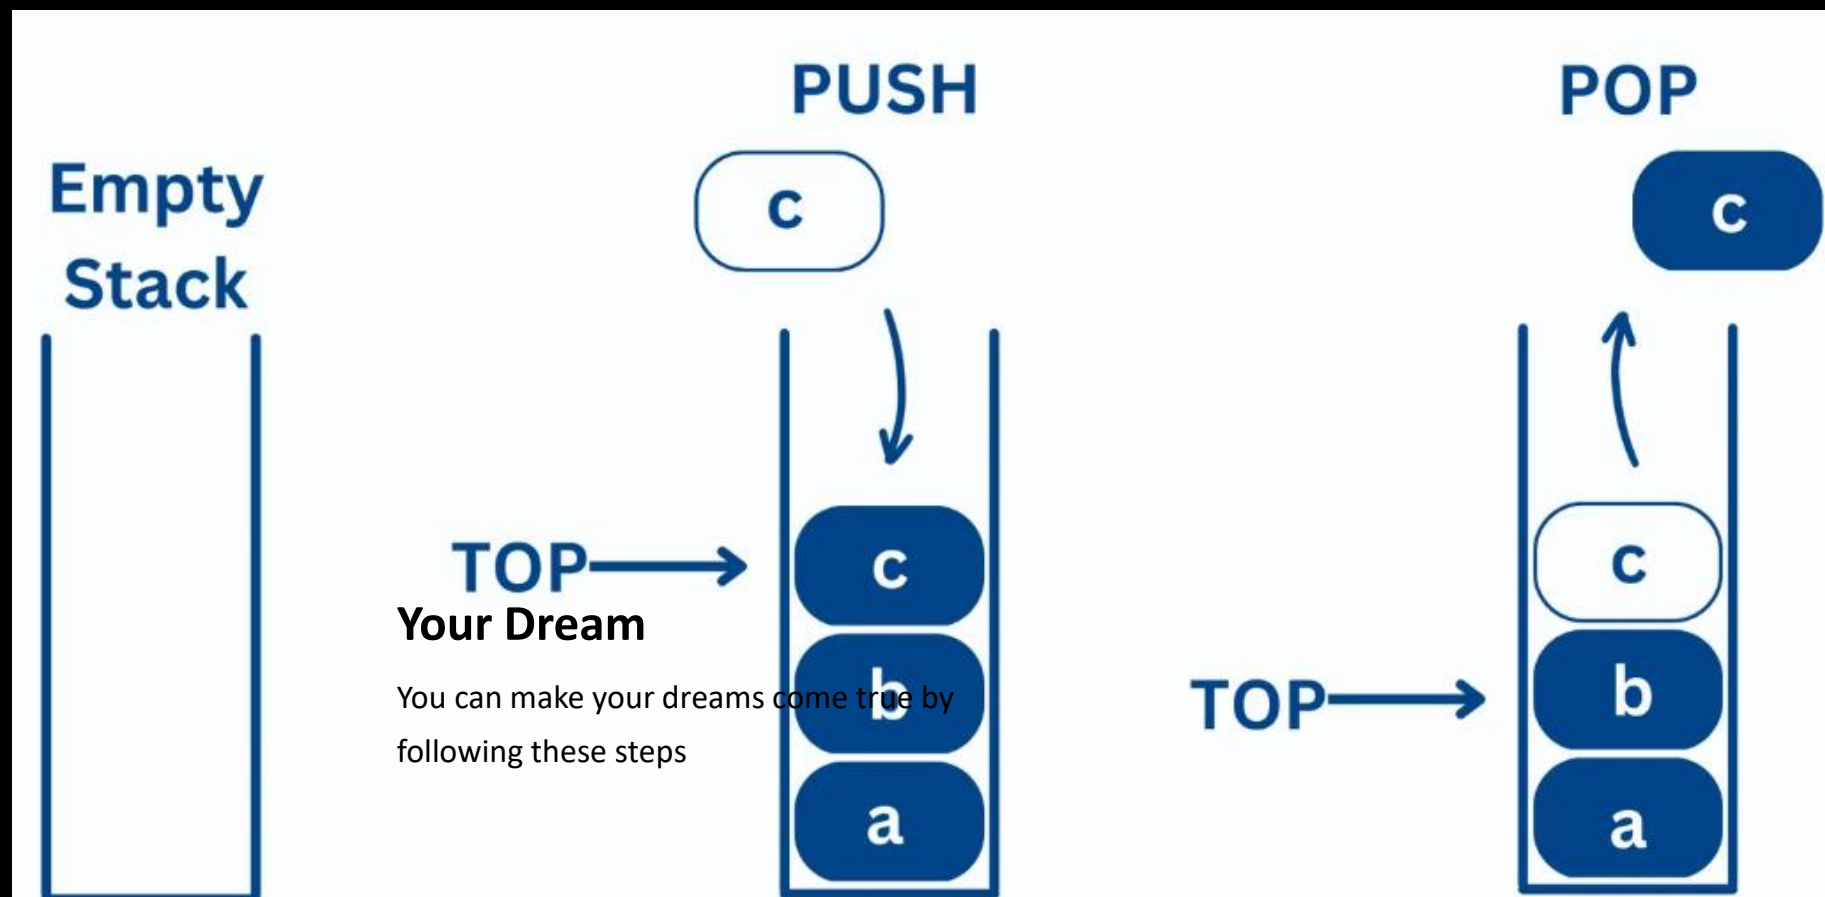 Empty
Stack
PUSH
c
TOP
c
b
a
Your Dream
You can make your dreams come true by
following these steps
POP
c
c
TOP
b
a